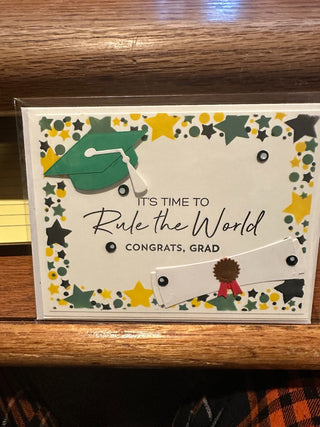 IT'S TIME TO
Rule the World
CONGRATS, GRAD